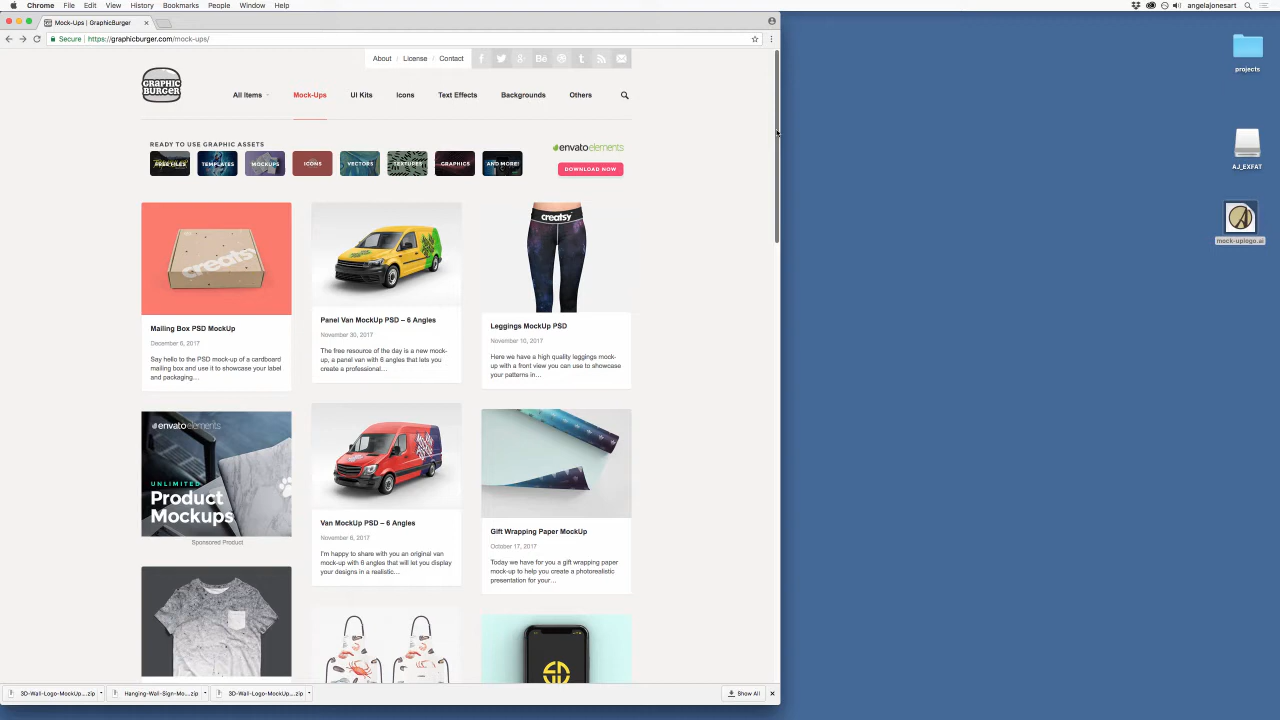 Chrome File Edit View History Bookmarks People Window Help
angelajonesart
Mock-Ups | GraphicBurger
Secure https://graphicburger.com/mock-ups/
About / License / Contact
GRAPHIC
BURGER
All Items Mock-Ups UI Kits Icons Text Effects Backgrounds Others
READY TO USE GRAPHIC ASSETS
envatoelements
FREE FILES TEMPLATES MOCKUPS ICONS VECTORS TEXTURES GRAPHICS AND MORE!
DOWNLOAD NOW
creatsy
creatsy
Mailing Box PSD MockUp
December 6, 2017
Say hello to the PSD mock-up of a cardboard
mailing box and use it to showcase your label
and packaging…
Panel Van MockUp PSD – 6 Angles
November 30, 2017
The free resource of the day is a new mock-
up, a panel van with 6 angles that lets you
create a professional…
Leggings MockUp PSD
November 10, 2017
Here we have a high quality leggings mock-
up with a front view you can use to showcase
your patterns in…
envatoelements
UNLIMITED
Product
Mockups
Sponsored Product
Van MockUp PSD – 6 Angles
November 6, 2017
I'm happy to share with you an original van
mock-up with 6 angles that will let you display
your designs in a realistic…
Gift Wrapping Paper MockUp
October 17, 2017
Today we have for you a gift wrapping paper
mock-up to help you create a photorealistic
presentation for your…
3D-Wall-Logo-MockUp....zip
Hanging-Wall-Sign-Mo....zip
3D-Wall-Logo-MockUp....zip
Show All
projects
AJ_EXFAT
mock-uplogo.ai